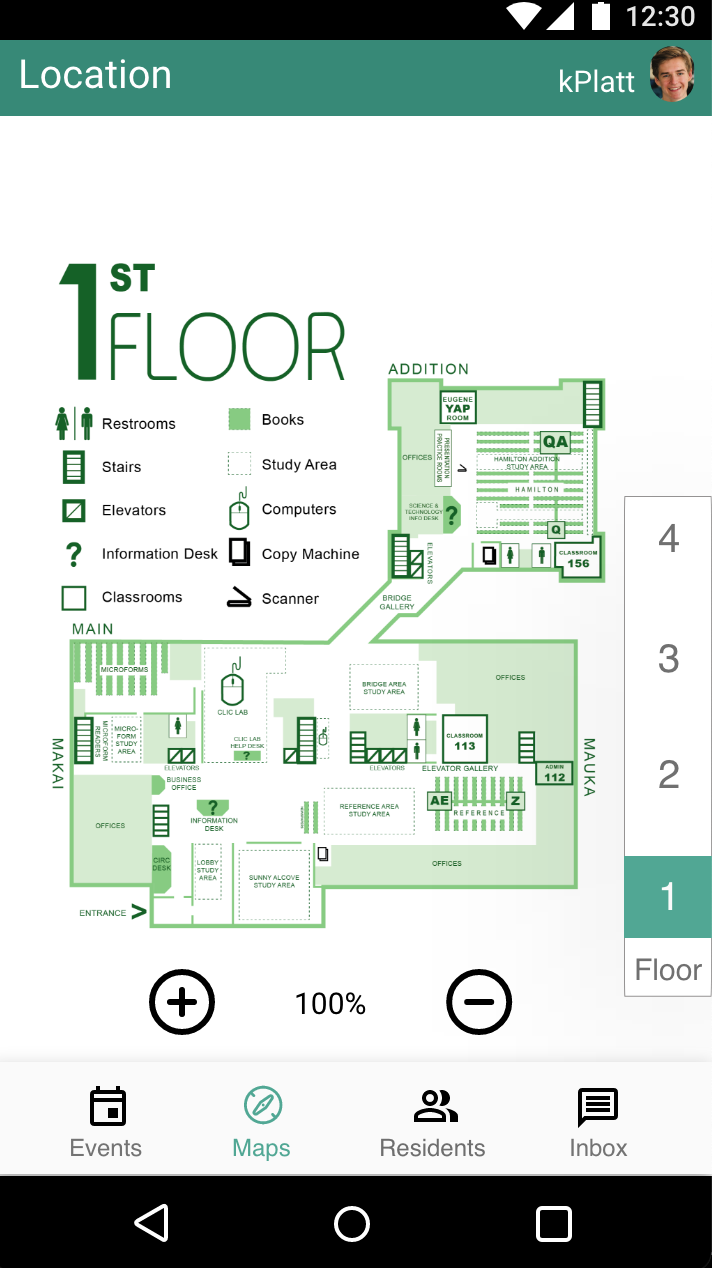 12:30
Location
kPlatt
1ST
FLOOR
Restrooms
Stairs
Elevators
? Information Desk
Classrooms
Books
Study Area
Computers
Copy Machine
Scanner
ADDITION
EUGENE
YAP
ROOM
OFFICES
PRESENTATION
PRACTICE ROOMS
QA
HAMILTON ADDITION
STUDY AREA
HAMILTON
SCIENCE &
TECHNOLOGY
INFO DESK
?
Q
ELEVATORS
CLASSROOM
156
BRIDGE
GALLERY
MAIN
MICROFORMS
CLIC LAB
BRIDGE AREA
STUDY AREA
OFFICES
MAKAI
MICROFORM
READERS
MICRO-
FORM
STUDY
AREA
ELEVATORS
CLIC LAB
HELP DESK
?
ELEVATORS
CLASSROOM
113
ELEVATOR GALLERY
ADMIN
112
MAUKA
BUSINESS
OFFICE
OFFICES
?
INFORMATION
DESK
REFERENCE AREA
STUDY AREA
AE
Z
REFERENCE
CIRC
DESK
LOBBY
STUDY
AREA
SUNNY ALCOVE
STUDY AREA
OFFICES
ENTRANCE >
4
3
2
1
Floor
100%
Events
Maps
Residents
Inbox